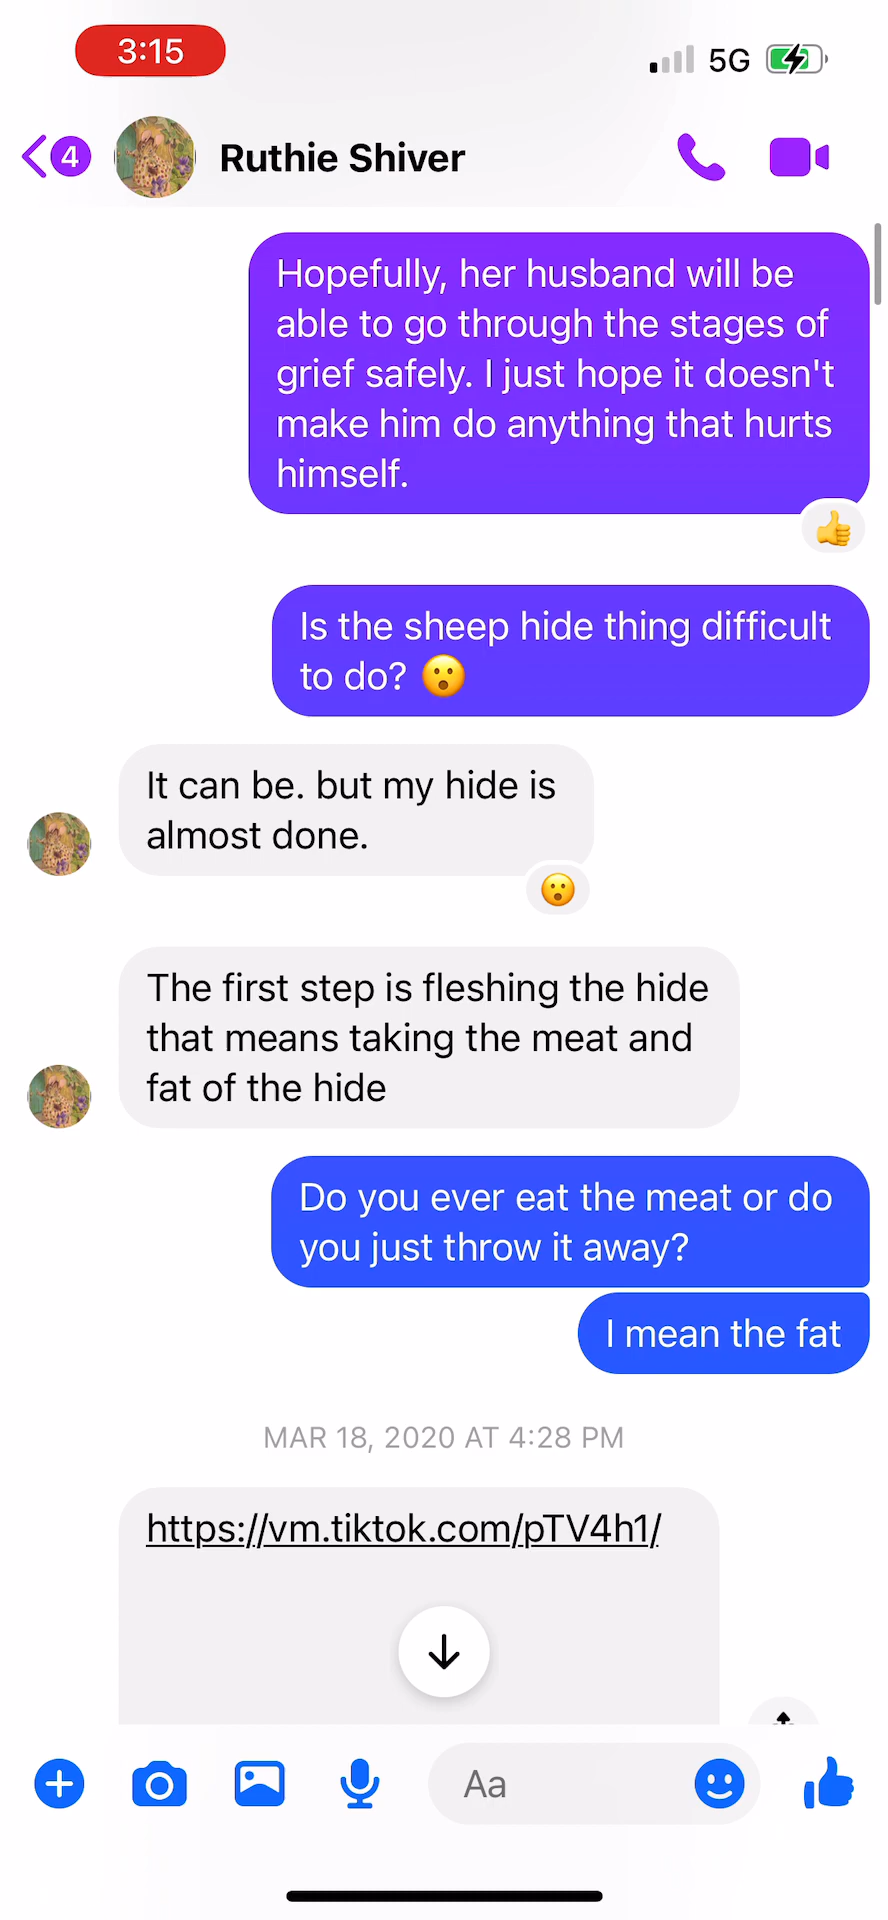 3:15
5G
4
Ruthie Shiver
Hopefully, her husband will be
able to go through the stages of
grief safely. I just hope it doesn't
make him do anything that hurts
himself.
Is the sheep hide thing difficult
to do? 😮
It can be. but my hide is
almost done.
The first step is fleshing the hide
that means taking the meat and
fat of the hide
Do you ever eat the meat or do
you just throw it away?
I mean the fat
MAR 18, 2020 AT 4:28 PM
https://vm.tiktok.com/pTV4h1/
Aa